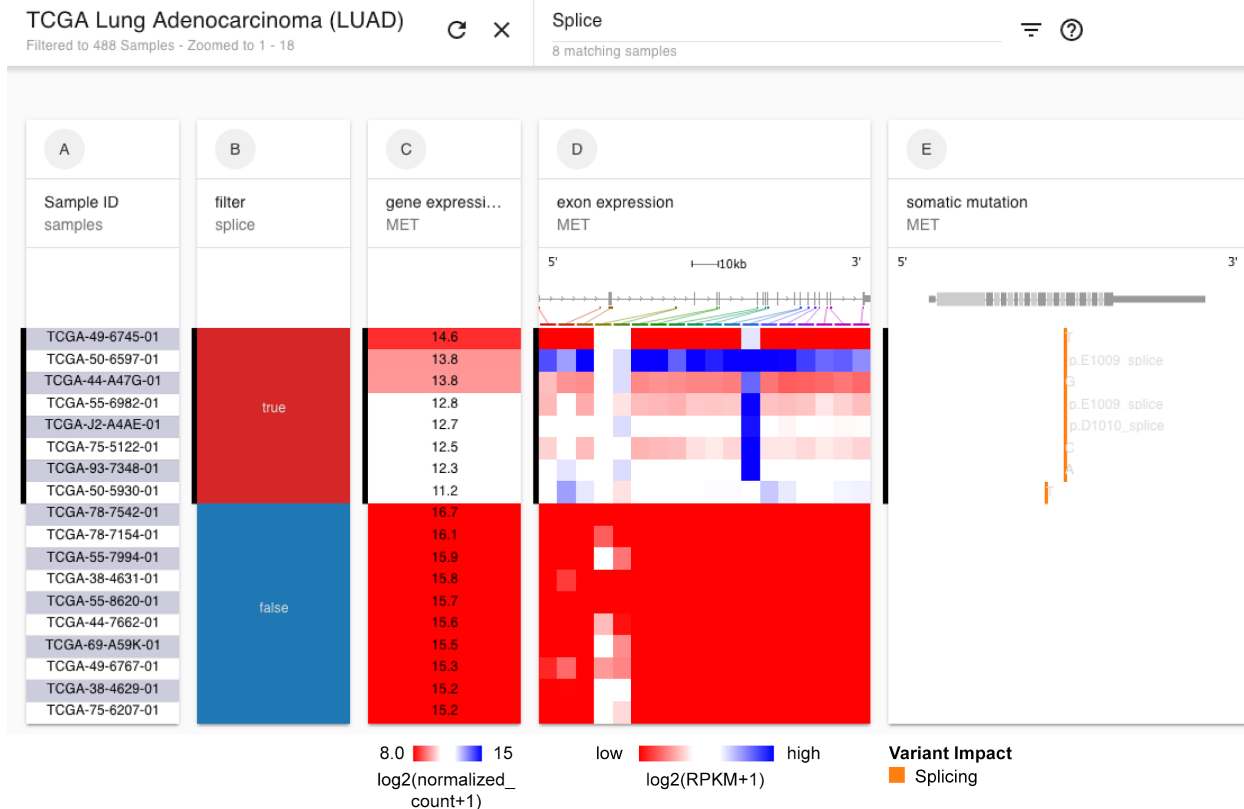 TCGA Lung Adenocarcinoma (LUAD)
Filtered to 488 Samples - Zoomed to 1 - 18
Splice
8 matching samples
A
B
C
D
E
Sample ID
samples
filter
splice
gene expressi...
MET
exon expression
MET
somatic mutation
MET
5'
10kb
3'
5'
3'
TCGA-49-6745-01
TCGA-50-6597-01
TCGA-44-A47G-01
TCGA-55-6982-01
TCGA-J2-A4AE-01
TCGA-75-5122-01
TCGA-93-7348-01
TCGA-50-5930-01
TCGA-78-7542-01
TCGA-78-7154-01
TCGA-55-7994-01
TCGA-38-4631-01
TCGA-55-8620-01
TCGA-44-7662-01
TCGA-69-A59K-01
TCGA-49-6767-01
TCGA-38-4629-01
TCGA-75-6207-01
true
false
14.6
13.8
13.8
12.8
12.7
12.5
12.3
11.2
16.7
16.1
15.9
15.8
15.7
15.6
15.5
15.3
15.2
15.2
T
p.E1009_splice
G
p.E1009_splice
p.D1010_splice
C
A
T
8.0 15
log2(normalized_
count+1)
low high
log2(RPKM+1)
Variant Impact
Splicing